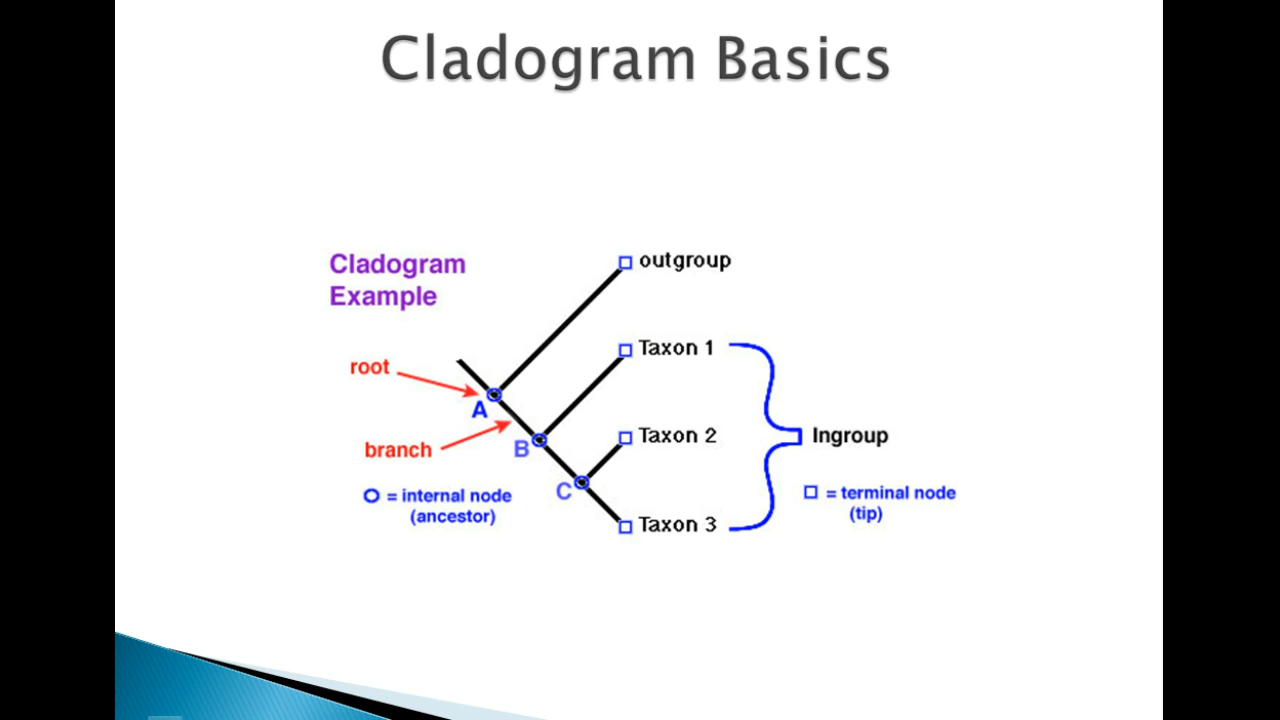 Cladogram Basics
Cladogram
Example
outgroup
Taxon 1
root
A
branch
B
Taxon 2
Ingroup
C
O = internal node
(ancestor)
□ = terminal node
(tip)
Taxon 3